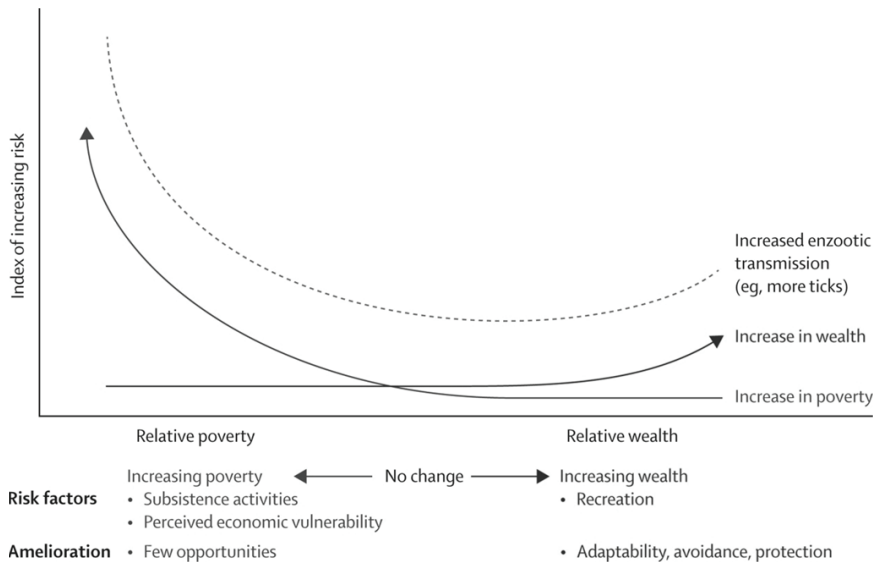 Index of increasing risk
Increased enzootic
transmission
(eg, more ticks)
Increase in wealth
Increase in poverty
Relative poverty
Relative wealth
Increasing poverty No change Increasing wealth
Risk factors • Subsistence activities • Recreation
• Perceived economic vulnerability
Amelioration • Few opportunities • Adaptability, avoidance, protection